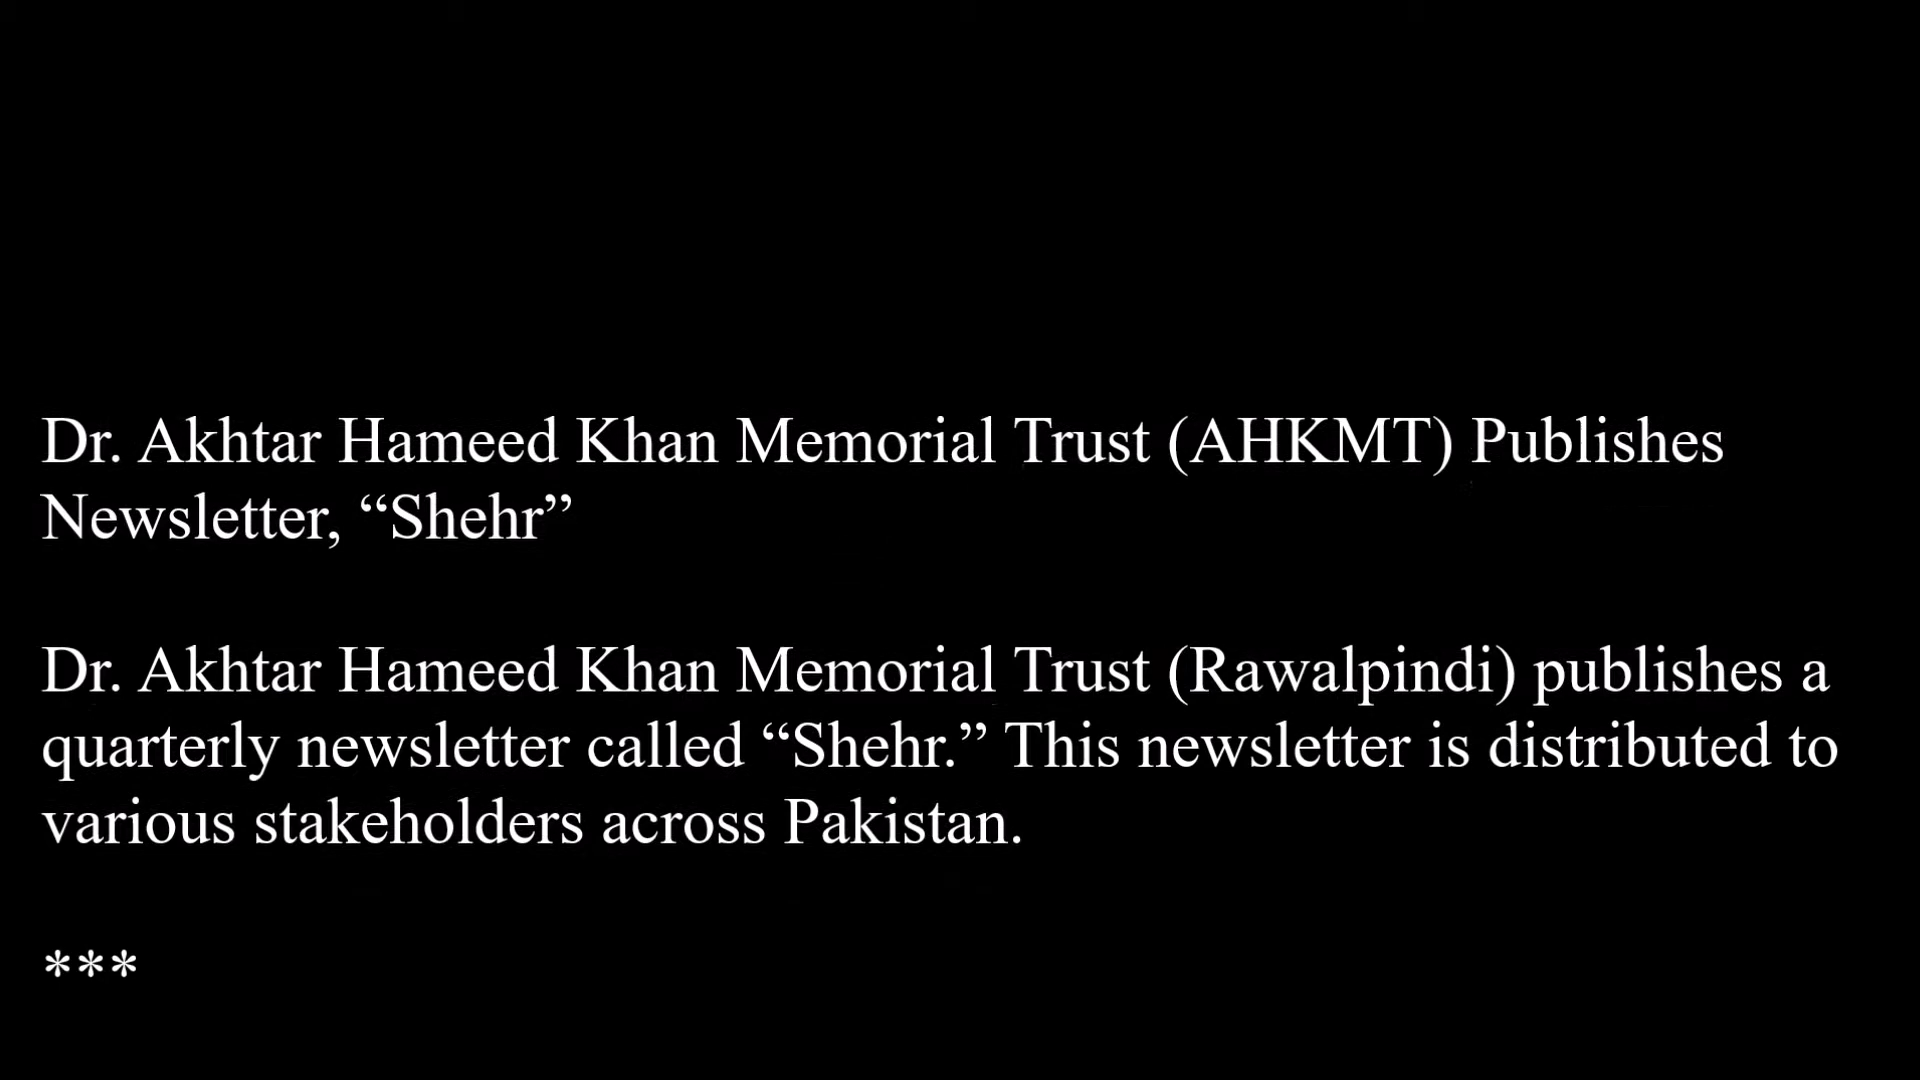 Dr. Akhtar Hameed Khan Memorial Trust (AHKMT) Publishes
Newsletter, “Shehr”
Dr. Akhtar Hameed Khan Memorial Trust (Rawalpindi) publishes a
quarterly newsletter called “Shehr.” This newsletter is distributed to
various stakeholders across Pakistan.
***